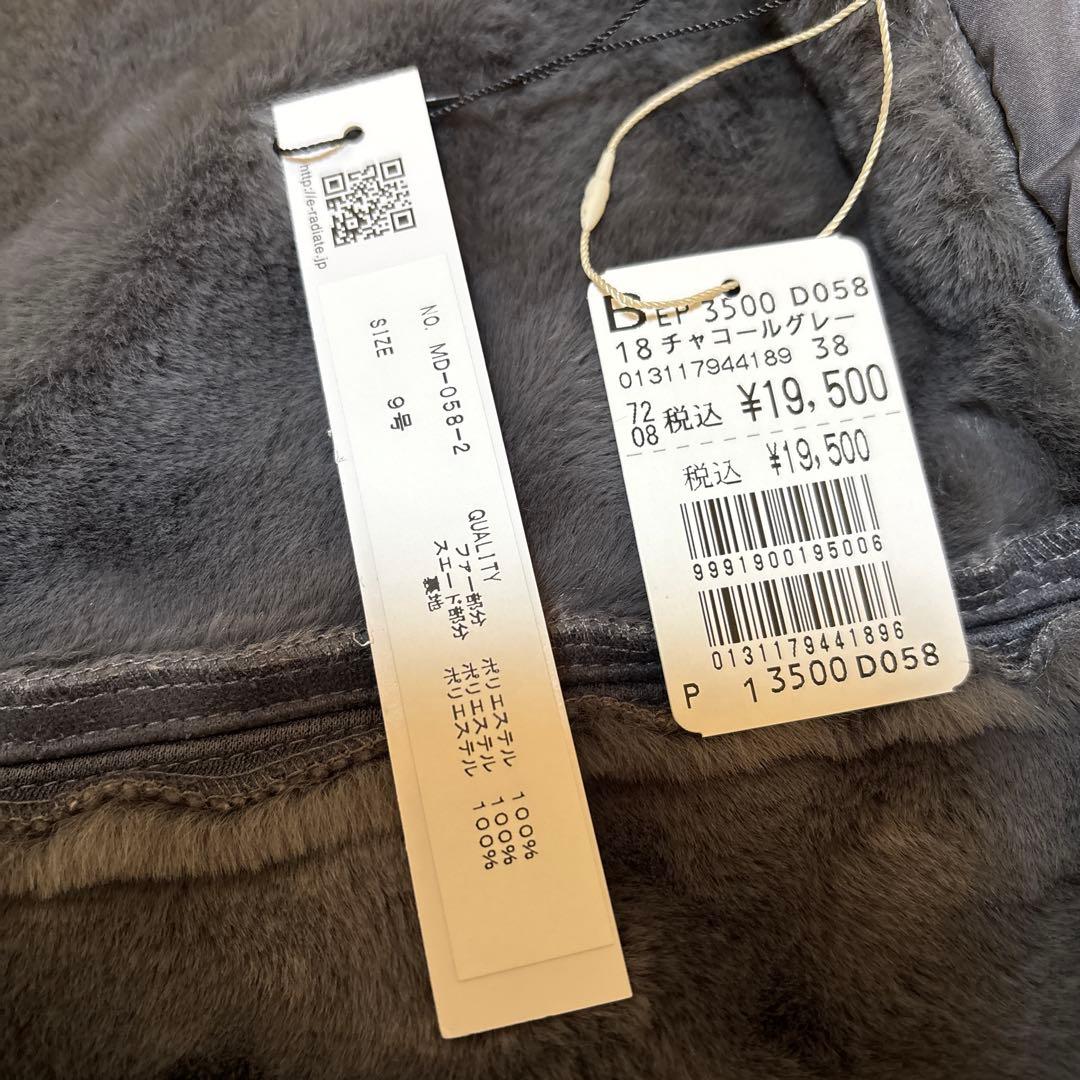 http://e-radiate.jp
NO. MD-058-2
SIZE 9号
QUALITY
ファー部分 ポリエステル 100%
スエード部分 ポリエステル 100%
裏地 ポリエステル 100%
B EP 3500 D058
18 チャコールグレー
013117944189 38
72
08 税込 ¥19,500
税込 ¥19,500
9991900195006
0131179441896
P 1 3500 D058